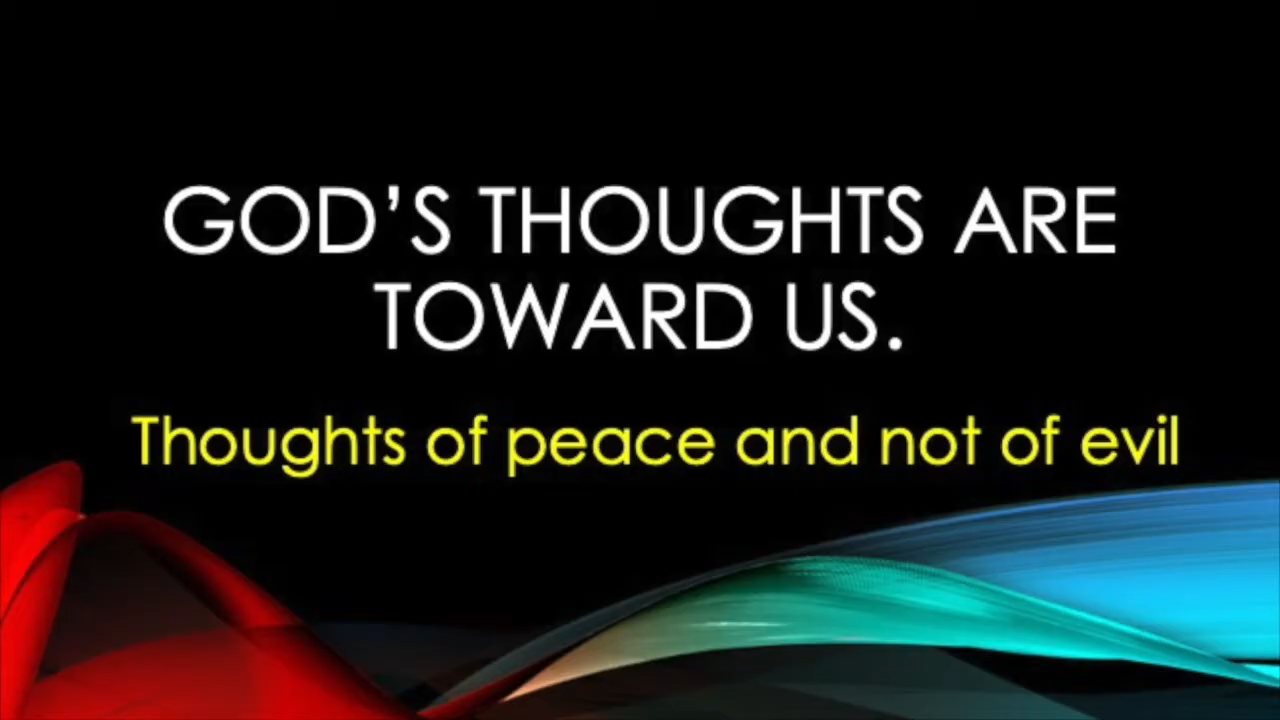 GOD’S THOUGHTS ARE
TOWARD US.
Thoughts of peace and not of evil